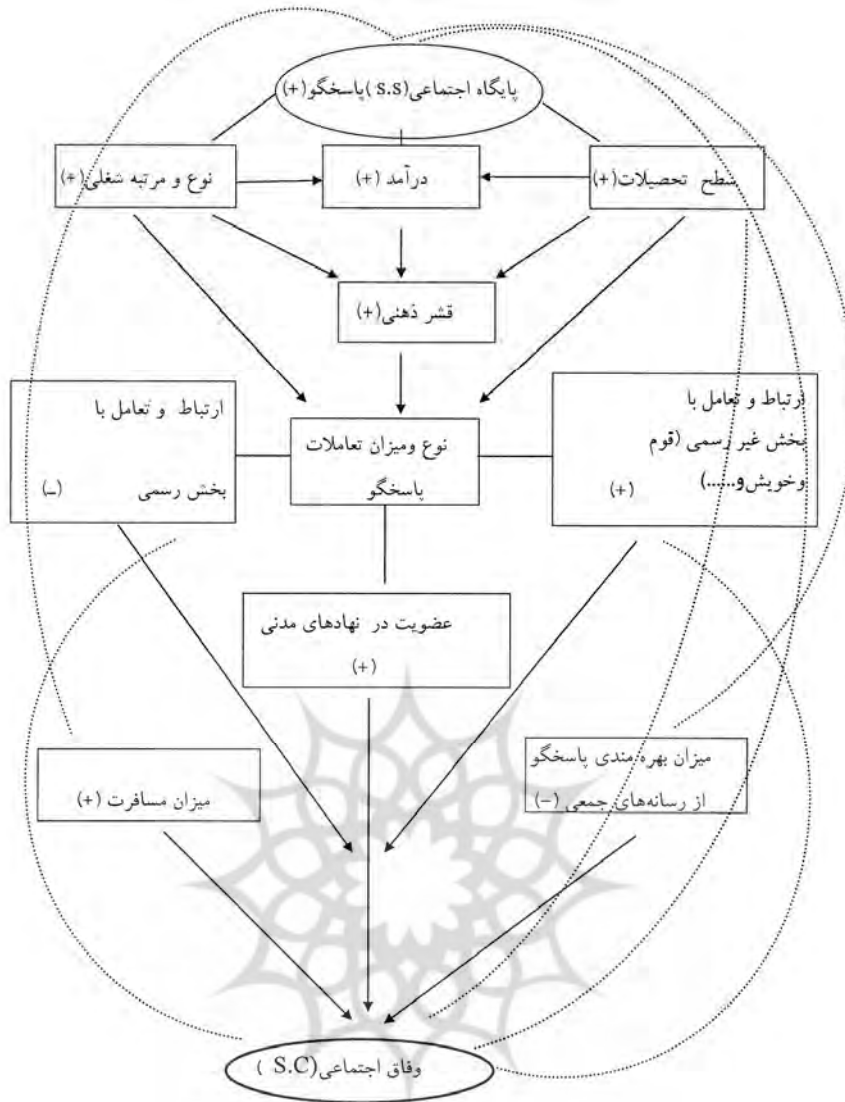 پایگاه اجتماعی(s.s)پاسخگو(+)
سطح تحصیلات(+)
درآمد (+)
نوع و مرتبه شغلی(+)
قشر ذهنی(+)
ارتباط و تعامل با
بخش غیر رسمی (قوم
وخویش‌و......) (+)
نوع ومیزان تعاملات
پاسخگو
ارتباط و تعامل با
بخش رسمی (–)
عضویت در نهادهای مدنی
(+)
میزان بهره مندی پاسخگو
از رسانه‌های جمعی (–)
میزان مسافرت (+)
وفاق اجتماعی(S.C )